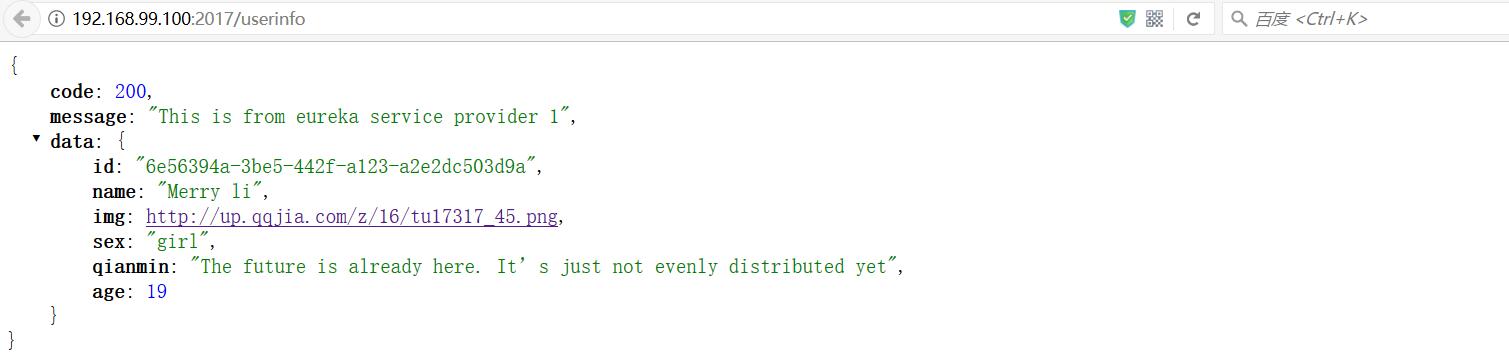 192.168.99.100:2017/userinfo
百度 <Ctrl+K>
{
code: 200,
message: "This is from eureka service provider 1",
data: {
id: "6e56394a-3be5-442f-a123-a2e2dc503d9a",
name: "Merry li",
img: http://up.qqjia.com/z/16/tu17317_45.png,
sex: "girl",
qianmin: "The future is already here. It’s just not evenly distributed yet",
age: 19
}
}